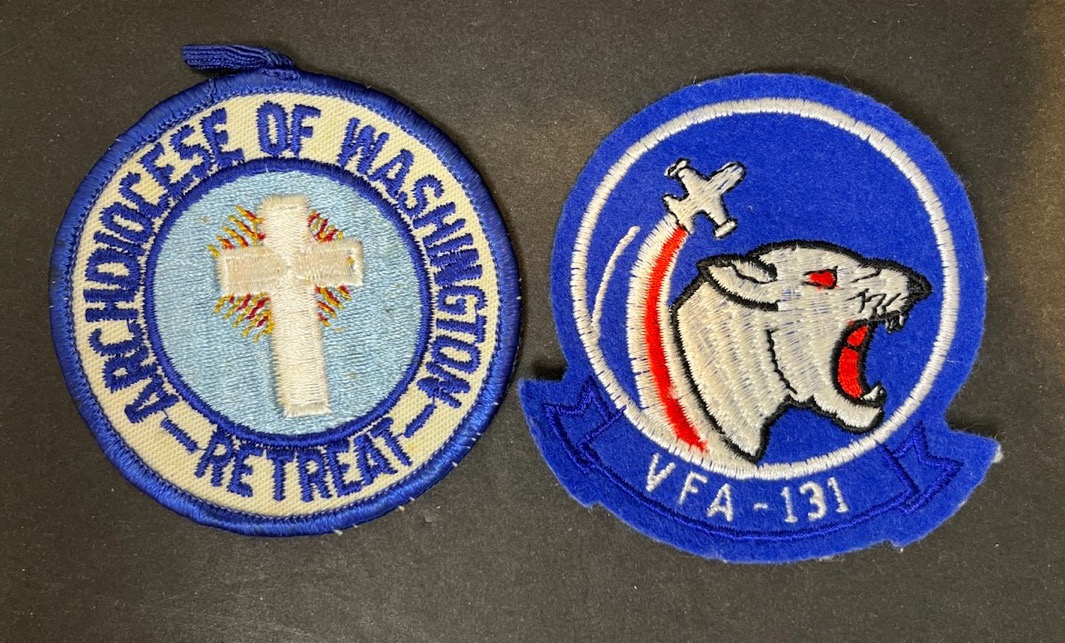 ARCHDIOCESE OF WASHINGTON
—RETREAT—
VFA-131